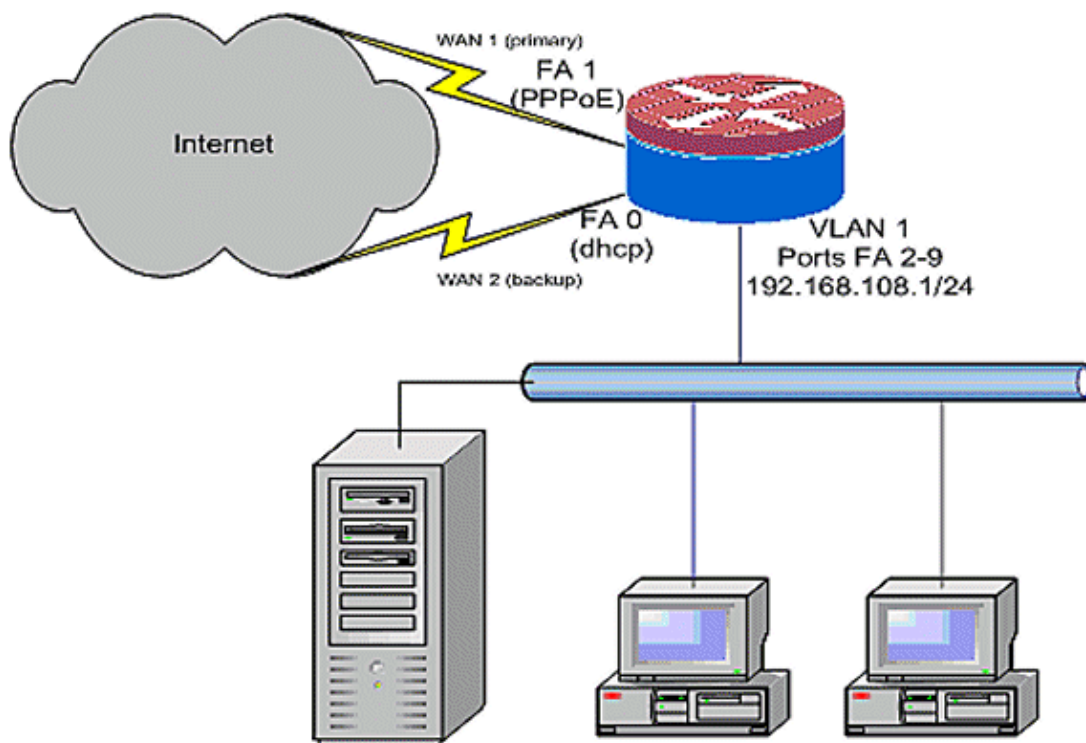 WAN 1 (primary)
FA 1
(PPPoE)
Internet
FA 0
(dhcp)
WAN 2 (backup)
VLAN 1
Ports FA 2-9
192.168.108.1/24